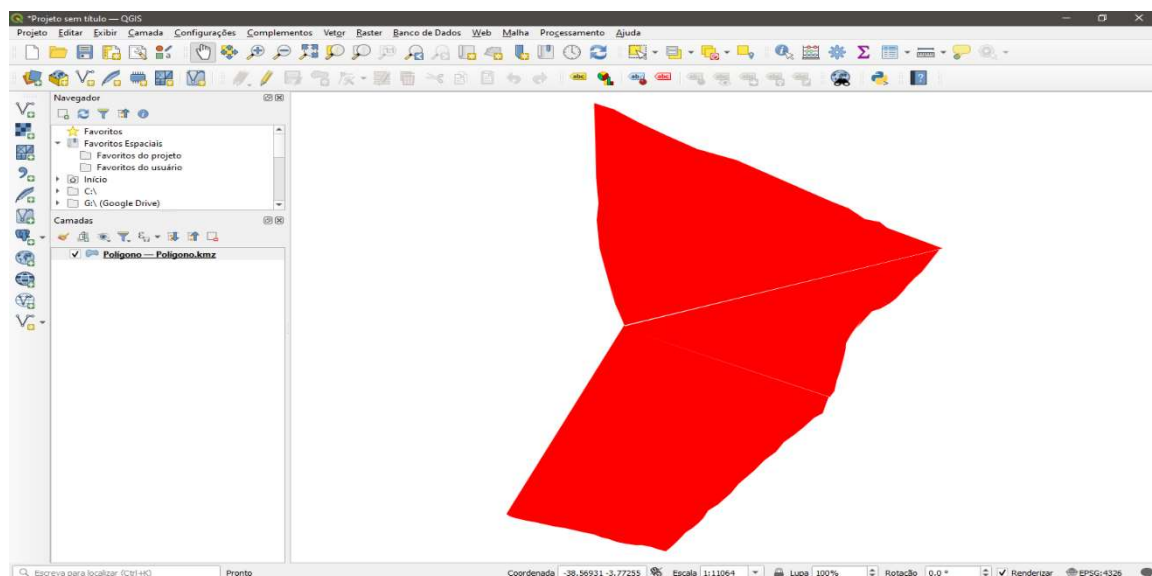 *Projeto sem título — QGIS
Projeto Editar Exibir Camada Configurações Complementos Vetor Raster Banco de Dados Web Malha Processamento Ajuda
abc abc abc
Navegador
Favoritos
Favoritos Espaciais
Favoritos do projeto
Favoritos do usuário
Início
C:\
G:\ (Google Drive)
Camadas
Polígono — Polígono.kmz
Escreva para localizar (Ctrl+K) Pronto Coordenada -38.56931 -3.77255 Escala 1:11064 Lupa 100% Rotação 0.0 ° Renderizar EPSG:4326